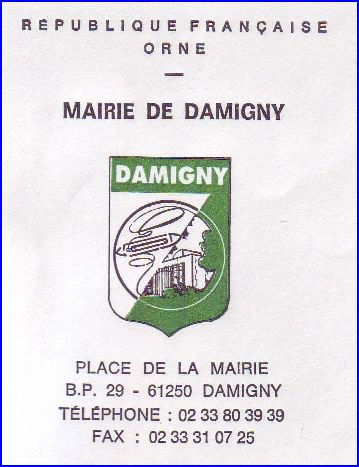 RÉPUBLIQUE FRANÇAISE
ORNE
—
MAIRIE DE DAMIGNY
DAMIGNY
PLACE DE LA MAIRIE
B.P. 29 - 61250 DAMIGNY
TÉLÉPHONE : 02 33 80 39 39
FAX : 02 33 31 07 25